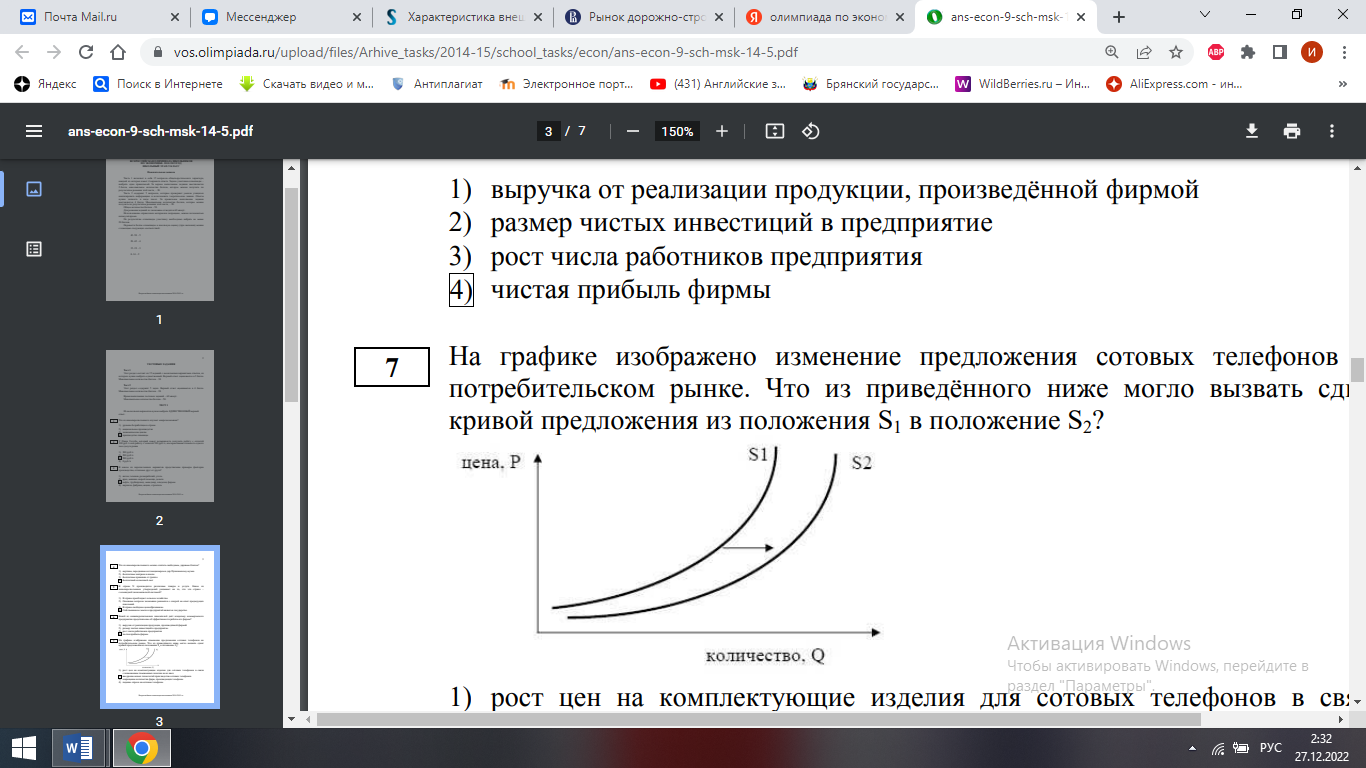 Почта Mail.ru
Мессенджер
Характеристика внеш
Рынок дорожно-стро
олимпиада по эконо
ans-econ-9-sch-msk-1
vos.olimpiada.ru/upload/files/Arhive_tasks/2014-15/school_tasks/econ/ans-econ-9-sch-msk-14-5.pdf
ABP
И
Яндекс
Поиск в Интернете
Скачать видео и м...
Антиплагиат
Электронное порт...
(431) Английские з...
Брянский государс...
WildBerries.ru – Ин...
AliExpress.com - ин...
»
ans-econ-9-sch-msk-14-5.pdf
3 / 7
150%
1
2
3
1) выручка от реализации продукции, произведённой фирмой
2) размер чистых инвестиций в предприятие
3) рост числа работников предприятия
4) чистая прибыль фирмы
7
На графике изображено изменение предложения сотовых телефонов
потребительском рынке. Что из приведённого ниже могло вызвать сд
кривой предложения из положения S1 в положение S2?
цена, P
S1
S2
количество, Q
Активация Windows
Чтобы активировать Windows, перейдите в
раздел "Параметры".
1) рост цен на комплектующие изделия для сотовых телефонов в свя
РУС
2:32
27.12.2022